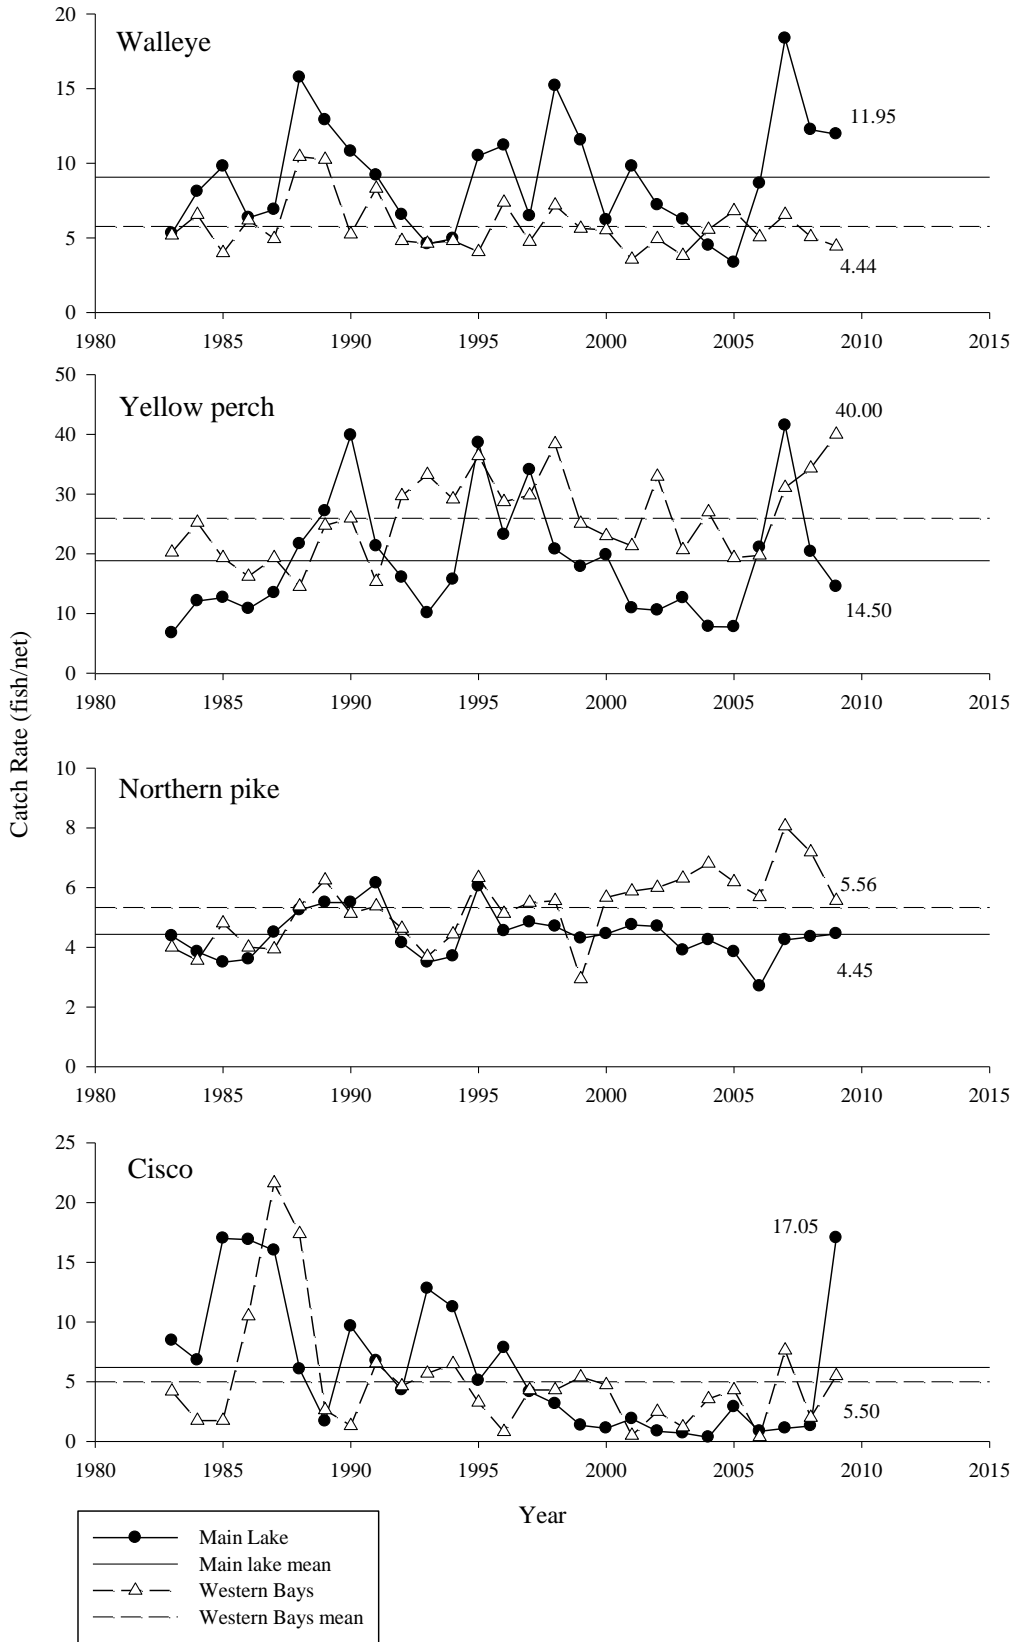 Catch Rate (fish/net)
Walleye
20
15
10
5
0
11.95
4.44
1980 1985 1990 1995 2000 2005 2010 2015
Yellow perch
50
40
30
20
10
0
40.00
14.50
1980 1985 1990 1995 2000 2005 2010 2015
Northern pike
10
8
6
4
2
0
5.56
4.45
1980 1985 1990 1995 2000 2005 2010 2015
Cisco
25
20
15
10
5
0
17.05
5.50
1980 1985 1990 1995 2000 2005 2010 2015
Year
Main Lake
Main lake mean
Western Bays
Western Bays mean